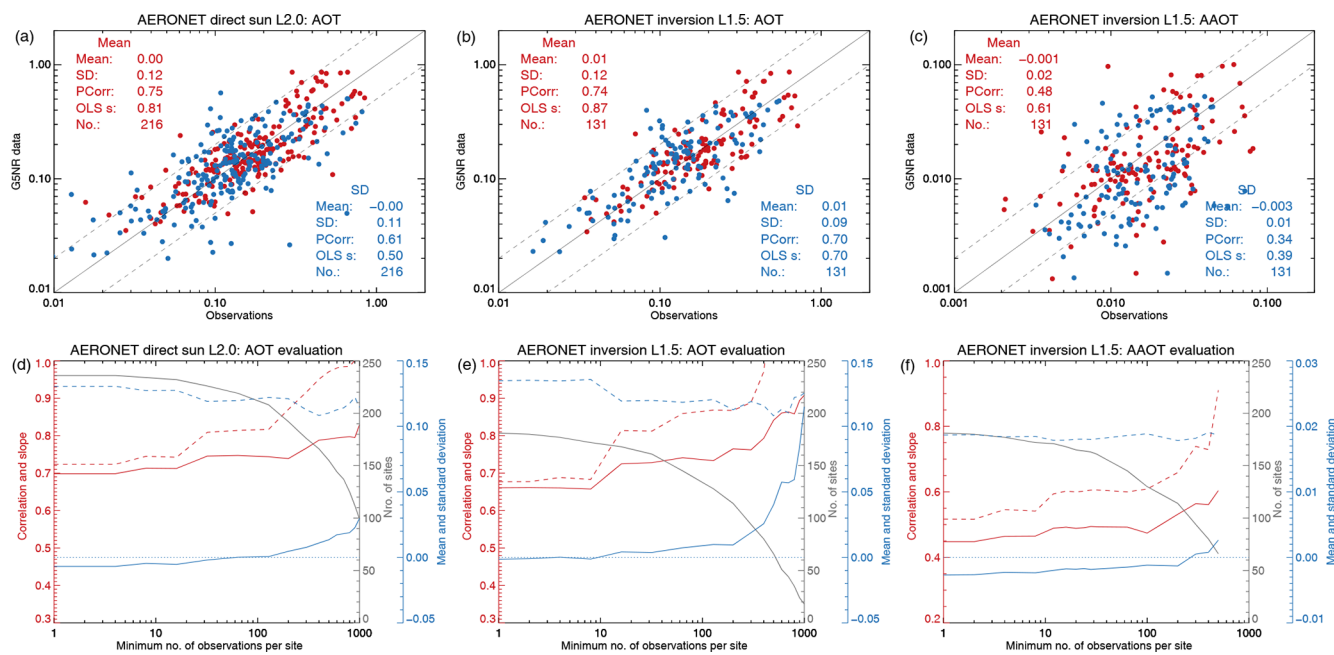 AERONET direct sun L2.0: AOT
(a)
Mean
Mean: 0.00
SD: 0.12
PCorr: 0.75
OLS s: 0.81
No.: 216
SD
Mean: −0.00
SD: 0.11
PCorr: 0.61
OLS s: 0.50
No.: 216
1.00
0.10
0.01
G5NR data
0.01 0.10 1.00
Observations
AERONET inversion L1.5: AOT
(b)
Mean
Mean: 0.01
SD: 0.12
PCorr: 0.74
OLS s: 0.87
No.: 131
SD
Mean: 0.01
SD: 0.09
PCorr: 0.70
OLS s: 0.70
No.: 131
1.00
0.10
0.01
G5NR data
0.01 0.10 1.00
Observations
AERONET inversion L1.5: AAOT
(c)
Mean
Mean: −0.001
SD: 0.02
PCorr: 0.48
OLS s: 0.61
No.: 131
SD
Mean: −0.003
SD: 0.01
PCorr: 0.34
OLS s: 0.39
No.: 131
0.100
0.010
0.001
G5NR data
0.001 0.010 0.100
Observations
AERONET direct sun L2.0: AOT evaluation
(d)
1.0
0.9
0.8
0.7
0.6
0.5
0.4
0.3
Correlation and slope
250
200
150
100
50
0
No. of sites
0.15
0.10
0.05
0.00
−0.05
Mean and standard deviation
1 10 100 1000
Minimum no. of observations per site
AERONET inversion L1.5: AOT evaluation
(e)
1.0
0.9
0.8
0.7
0.6
0.5
0.4
0.3
Correlation and slope
250
200
150
100
50
0
No. of sites
0.15
0.10
0.05
0.00
−0.05
Mean and standard deviation
1 10 100 1000
Minimum no. of observations per site
AERONET inversion L1.5: AAOT evaluation
(f)
1.0
0.8
0.6
0.4
0.2
Correlation and slope
250
200
150
100
50
0
No. of sites
0.03
0.02
0.01
0.00
−0.01
Mean and standard deviation
1 10 100 1000
Minimum no. of observations per site